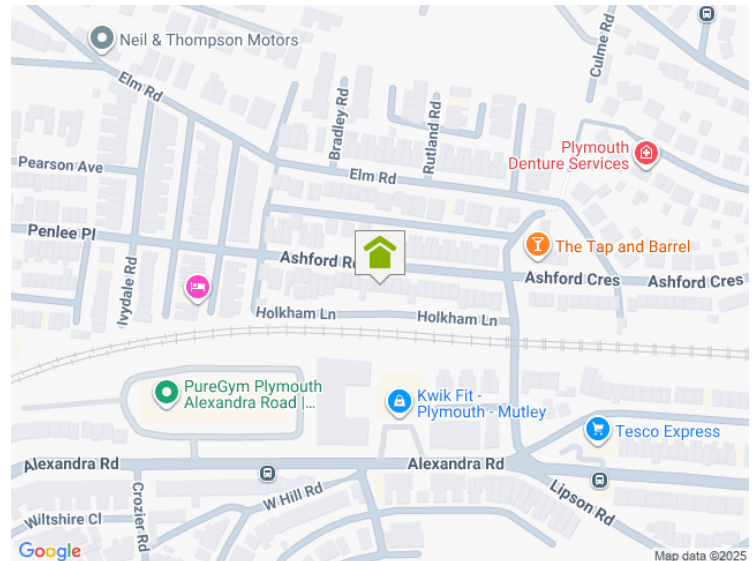 Neil & Thompson Motors
Culme Rd
Elm Rd
Bradley Rd
Rutland Rd
Plymouth
Denture Services
Pearson Ave
Elm Rd
Penlee Pl
The Tap and Barrel
Ashford R
Ashford Cres
Ashford Cres
Ivydale Rd
Holkham Ln
Holkham Ln
PureGym Plymouth
Alexandra Road |...
Kwik Fit -
Plymouth - Mutley
Tesco Express
Alexandra Rd
Alexandra Rd
Crozier Rd
W Hill Rd
Lipson Rd
Wiltshire Cl
Google
Map data ©2025